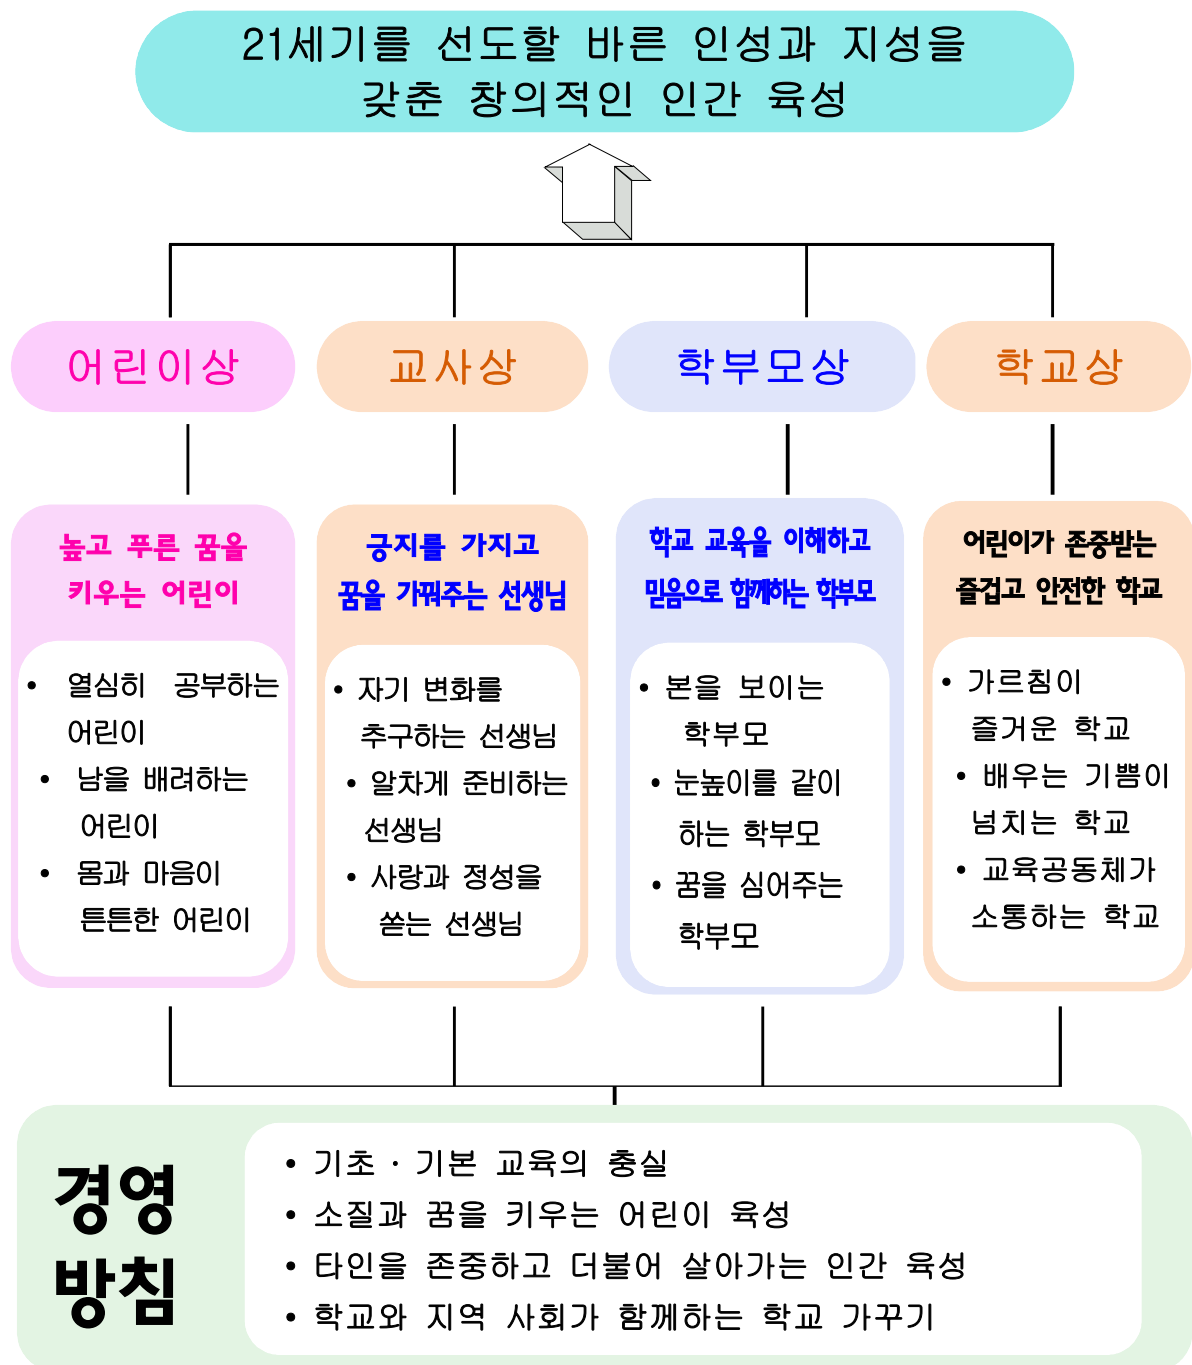 21세기를 선도할 바른 인성과 지성을
갖춘 창의적인 인간 육성
어린이상
교사상
학부모상
학교상
높고 푸른 꿈을
키우는 어린이
• 열심히 공부하는
어린이
• 남을 배려하는
어린이
• 몸과 마음이
튼튼한 어린이
긍지를 가지고
꿈을 가꿔주는 선생님
• 자기 변화를
추구하는 선생님
• 알차게 준비하는
선생님
• 사랑과 정성을
쏟는 선생님
학교 교육을 이해하고
믿음으로 함께하는 학부모
• 본을 보이는
학부모
• 눈높이를 같이
하는 학부모
• 꿈을 심어주는
학부모
어린이가 존중받는
즐겁고 안전한 학교
• 가르침이
즐거운 학교
• 배우는 기쁨이
넘치는 학교
• 교육공동체가
소통하는 학교
경영
방침
• 기초 · 기본 교육의 충실
• 소질과 꿈을 키우는 어린이 육성
• 타인을 존중하고 더불어 살아가는 인간 육성
• 학교와 지역 사회가 함께하는 학교 가꾸기